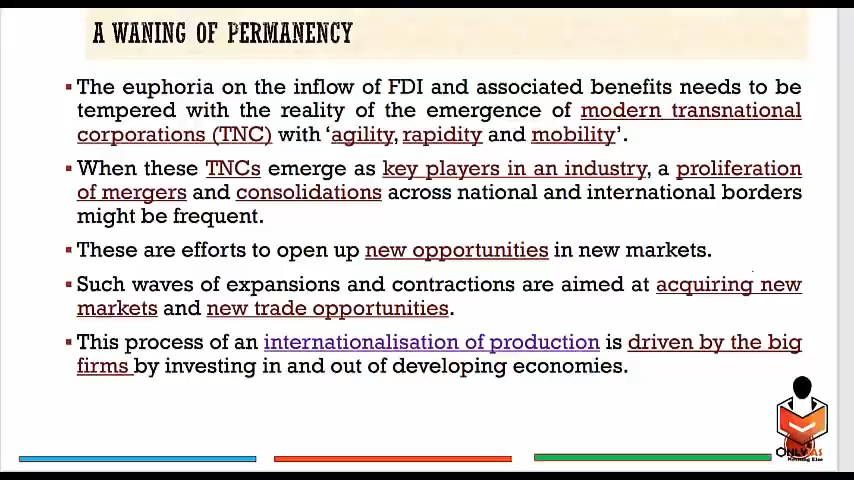 A WANING OF PERMANENCY
▪ The euphoria on the inflow of FDI and associated benefits needs to be
tempered with the reality of the emergence of modern transnational
corporations (TNC) with ‘agility, rapidity and mobility’.
▪ When these TNCs emerge as key players in an industry, a proliferation
of mergers and consolidations across national and international borders
might be frequent.
▪ These are efforts to open up new opportunities in new markets.
▪ Such waves of expansions and contractions are aimed at acquiring new
markets and new trade opportunities.
▪ This process of an internationalisation of production is driven by the big
firms by investing in and out of developing economies.
ONLY IAS
Nothing Else